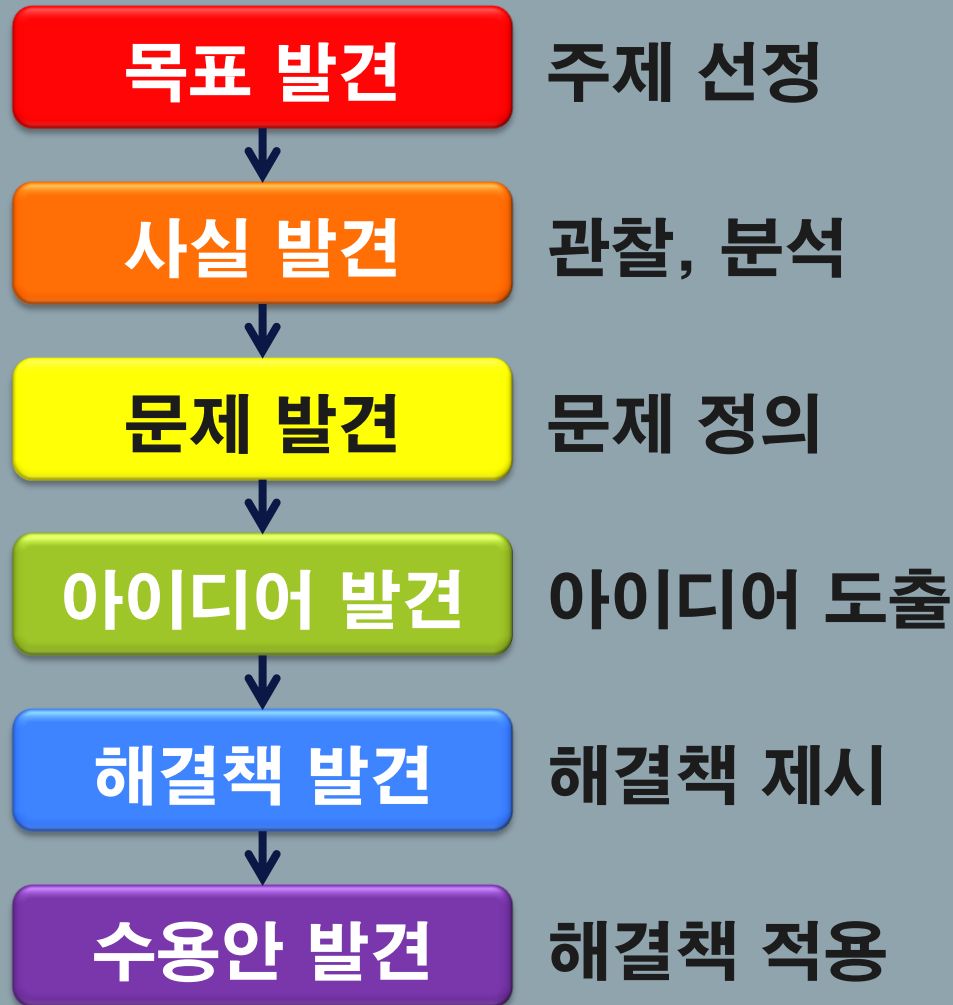 목표 발견 주제 선정
사실 발견 관찰, 분석
문제 발견 문제 정의
아이디어 발견 아이디어 도출
해결책 발견 해결책 제시
수용안 발견 해결책 적용